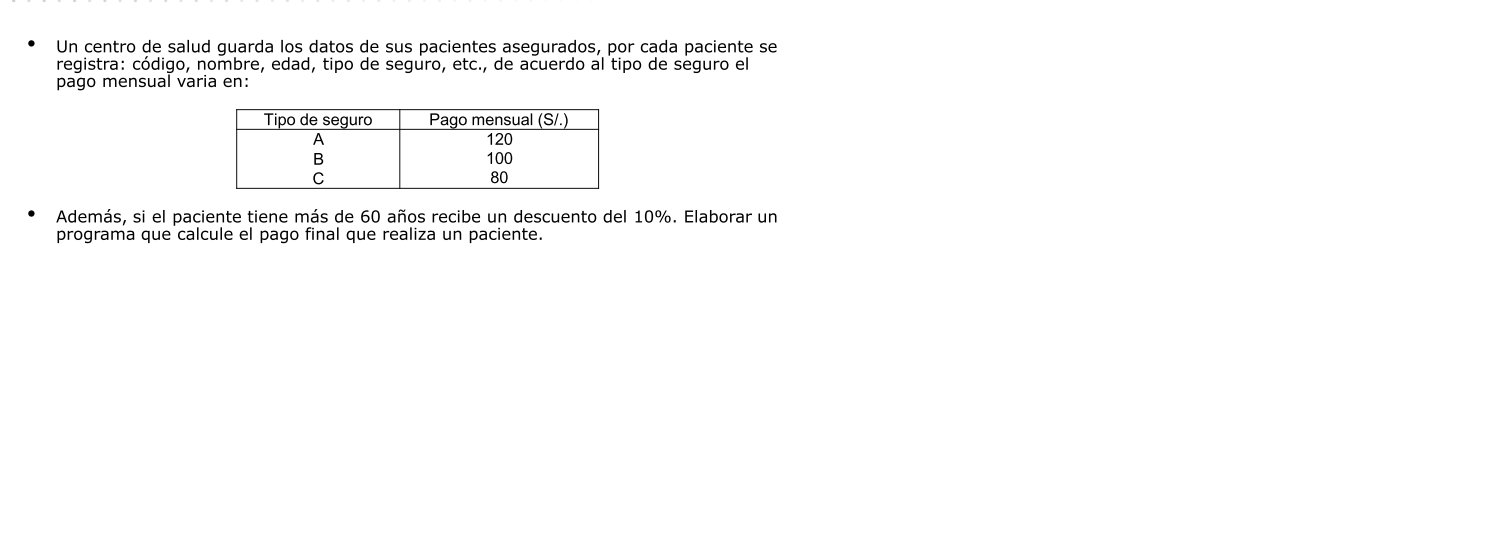 • Un centro de salud guarda los datos de sus pacientes asegurados, por cada paciente se
registra: código, nombre, edad, tipo de seguro, etc., de acuerdo al tipo de seguro el
pago mensual varia en:
Tipo de seguro Pago mensual (S/.)
A 120
B 100
C 80
• Además, si el paciente tiene más de 60 años recibe un descuento del 10%. Elaborar un
programa que calcule el pago final que realiza un paciente.